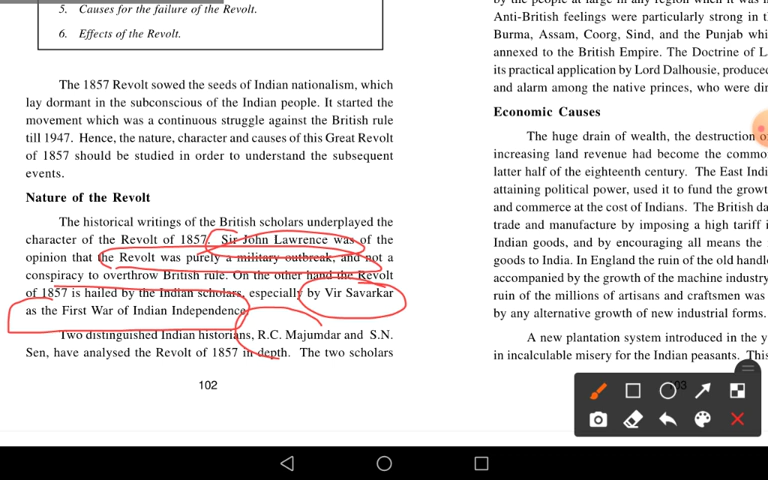 5. Causes for the failure of the Revolt.
6. Effects of the Revolt.
The 1857 Revolt sowed the seeds of Indian nationalism, which
lay dormant in the subconscious of the Indian people. It started the
movement which was a continuous struggle against the British rule
till 1947. Hence, the nature, character and causes of this Great Revolt
of 1857 should be studied in order to understand the subsequent
events.
Nature of the Revolt
The historical writings of the British scholars underplayed the
character of the Revolt of 1857. Sir John Lawrence was of the
opinion that the Revolt was purely a military outbreak, and not a
conspiracy to overthrow British rule. On the other hand the Revolt
of 1857 is hailed by the Indian scholars, especially by Vir Savarkar
as the First War of Indian Independence.
Two distinguished Indian historians, R.C. Majumdar and S.N.
Sen, have analysed the Revolt of 1857 in depth. The two scholars
102
by the people at large in any region when it was
Anti-British feelings were particularly strong in
Burma, Assam, Coorg, Sind, and the Punjab
annexed to the British Empire. The Doctrine of
its practical application by Lord Dalhousie,
and alarm among the native princes, who were
Economic Causes
The huge drain of wealth, the destruction
increasing land revenue had become the
latter half of the eighteenth century. The East
attaining political power, used it to fund the
and commerce at the cost of Indians. The British
trade and manufacture by imposing a high tariff
Indian goods, and by encouraging all means the
goods to India. In England the ruin of the old
accompanied by the growth of the machine
ruin of the millions of artisans and craftsmen was
by any alternative growth of new industrial forms.
A new plantation system introduced in the
in incalculable misery for the Indian peasants. This
103